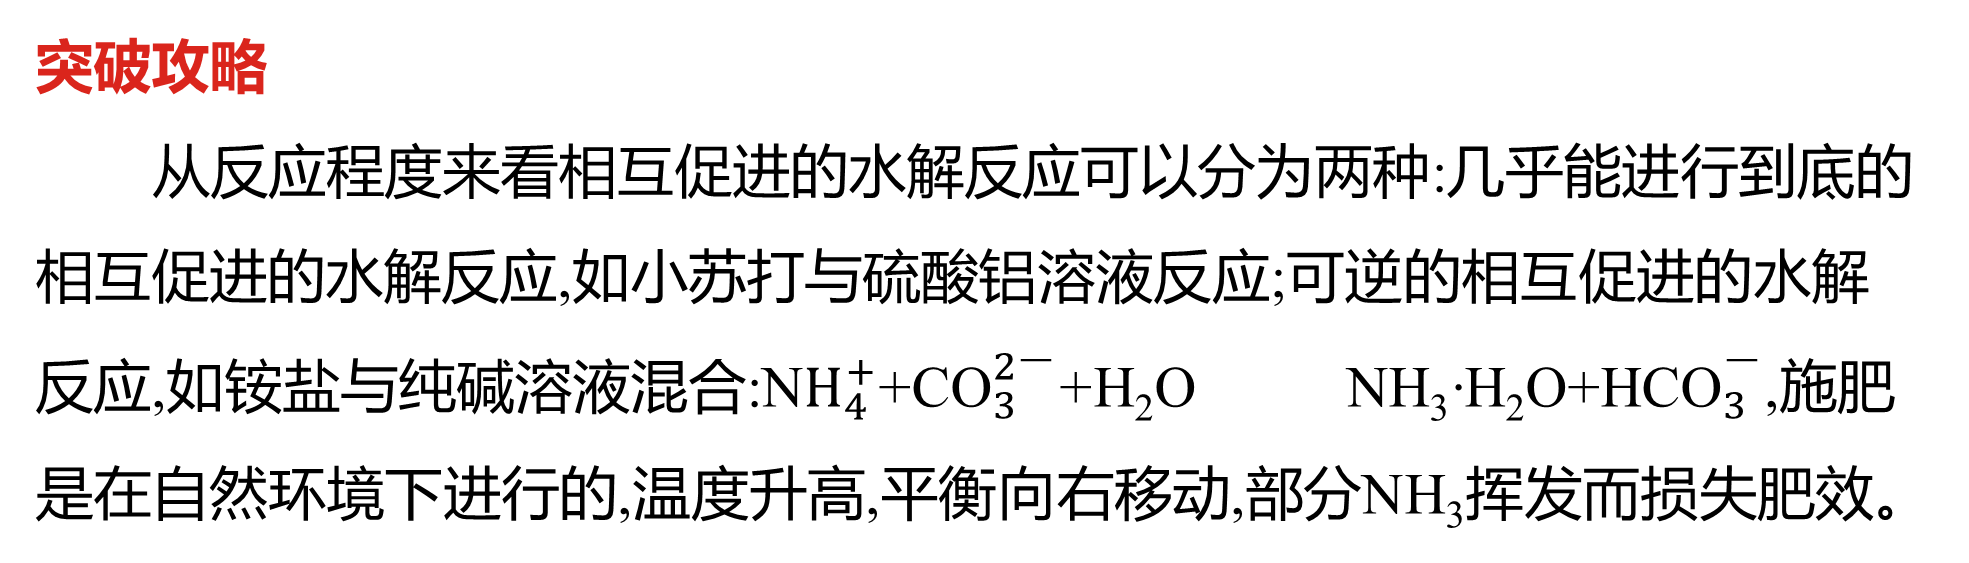 突破攻略
从反应程度来看相互促进的水解反应可以分为两种:几乎能进行到底的
相互促进的水解反应,如小苏打与硫酸铝溶液反应;可逆的相互促进的水解
反应,如铵盐与纯碱溶液混合:NH₄⁺+CO₃²⁻+H₂O NH₃·H₂O+HCO₃⁻,施肥
是在自然环境下进行的,温度升高,平衡向右移动,部分NH₃挥发而损失肥效。